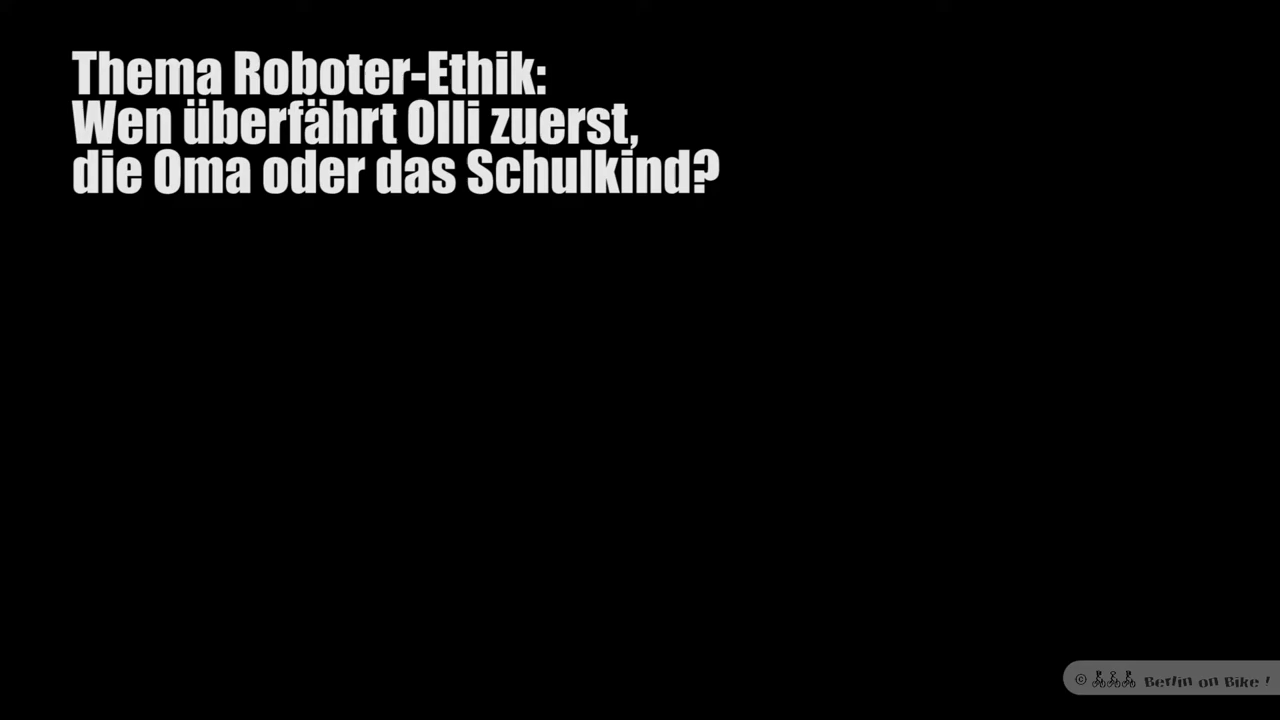 Thema Roboter-Ethik:
Wen überfährt Olli zuerst,
die Oma oder das Schulkind?
© Berlin on Bike !